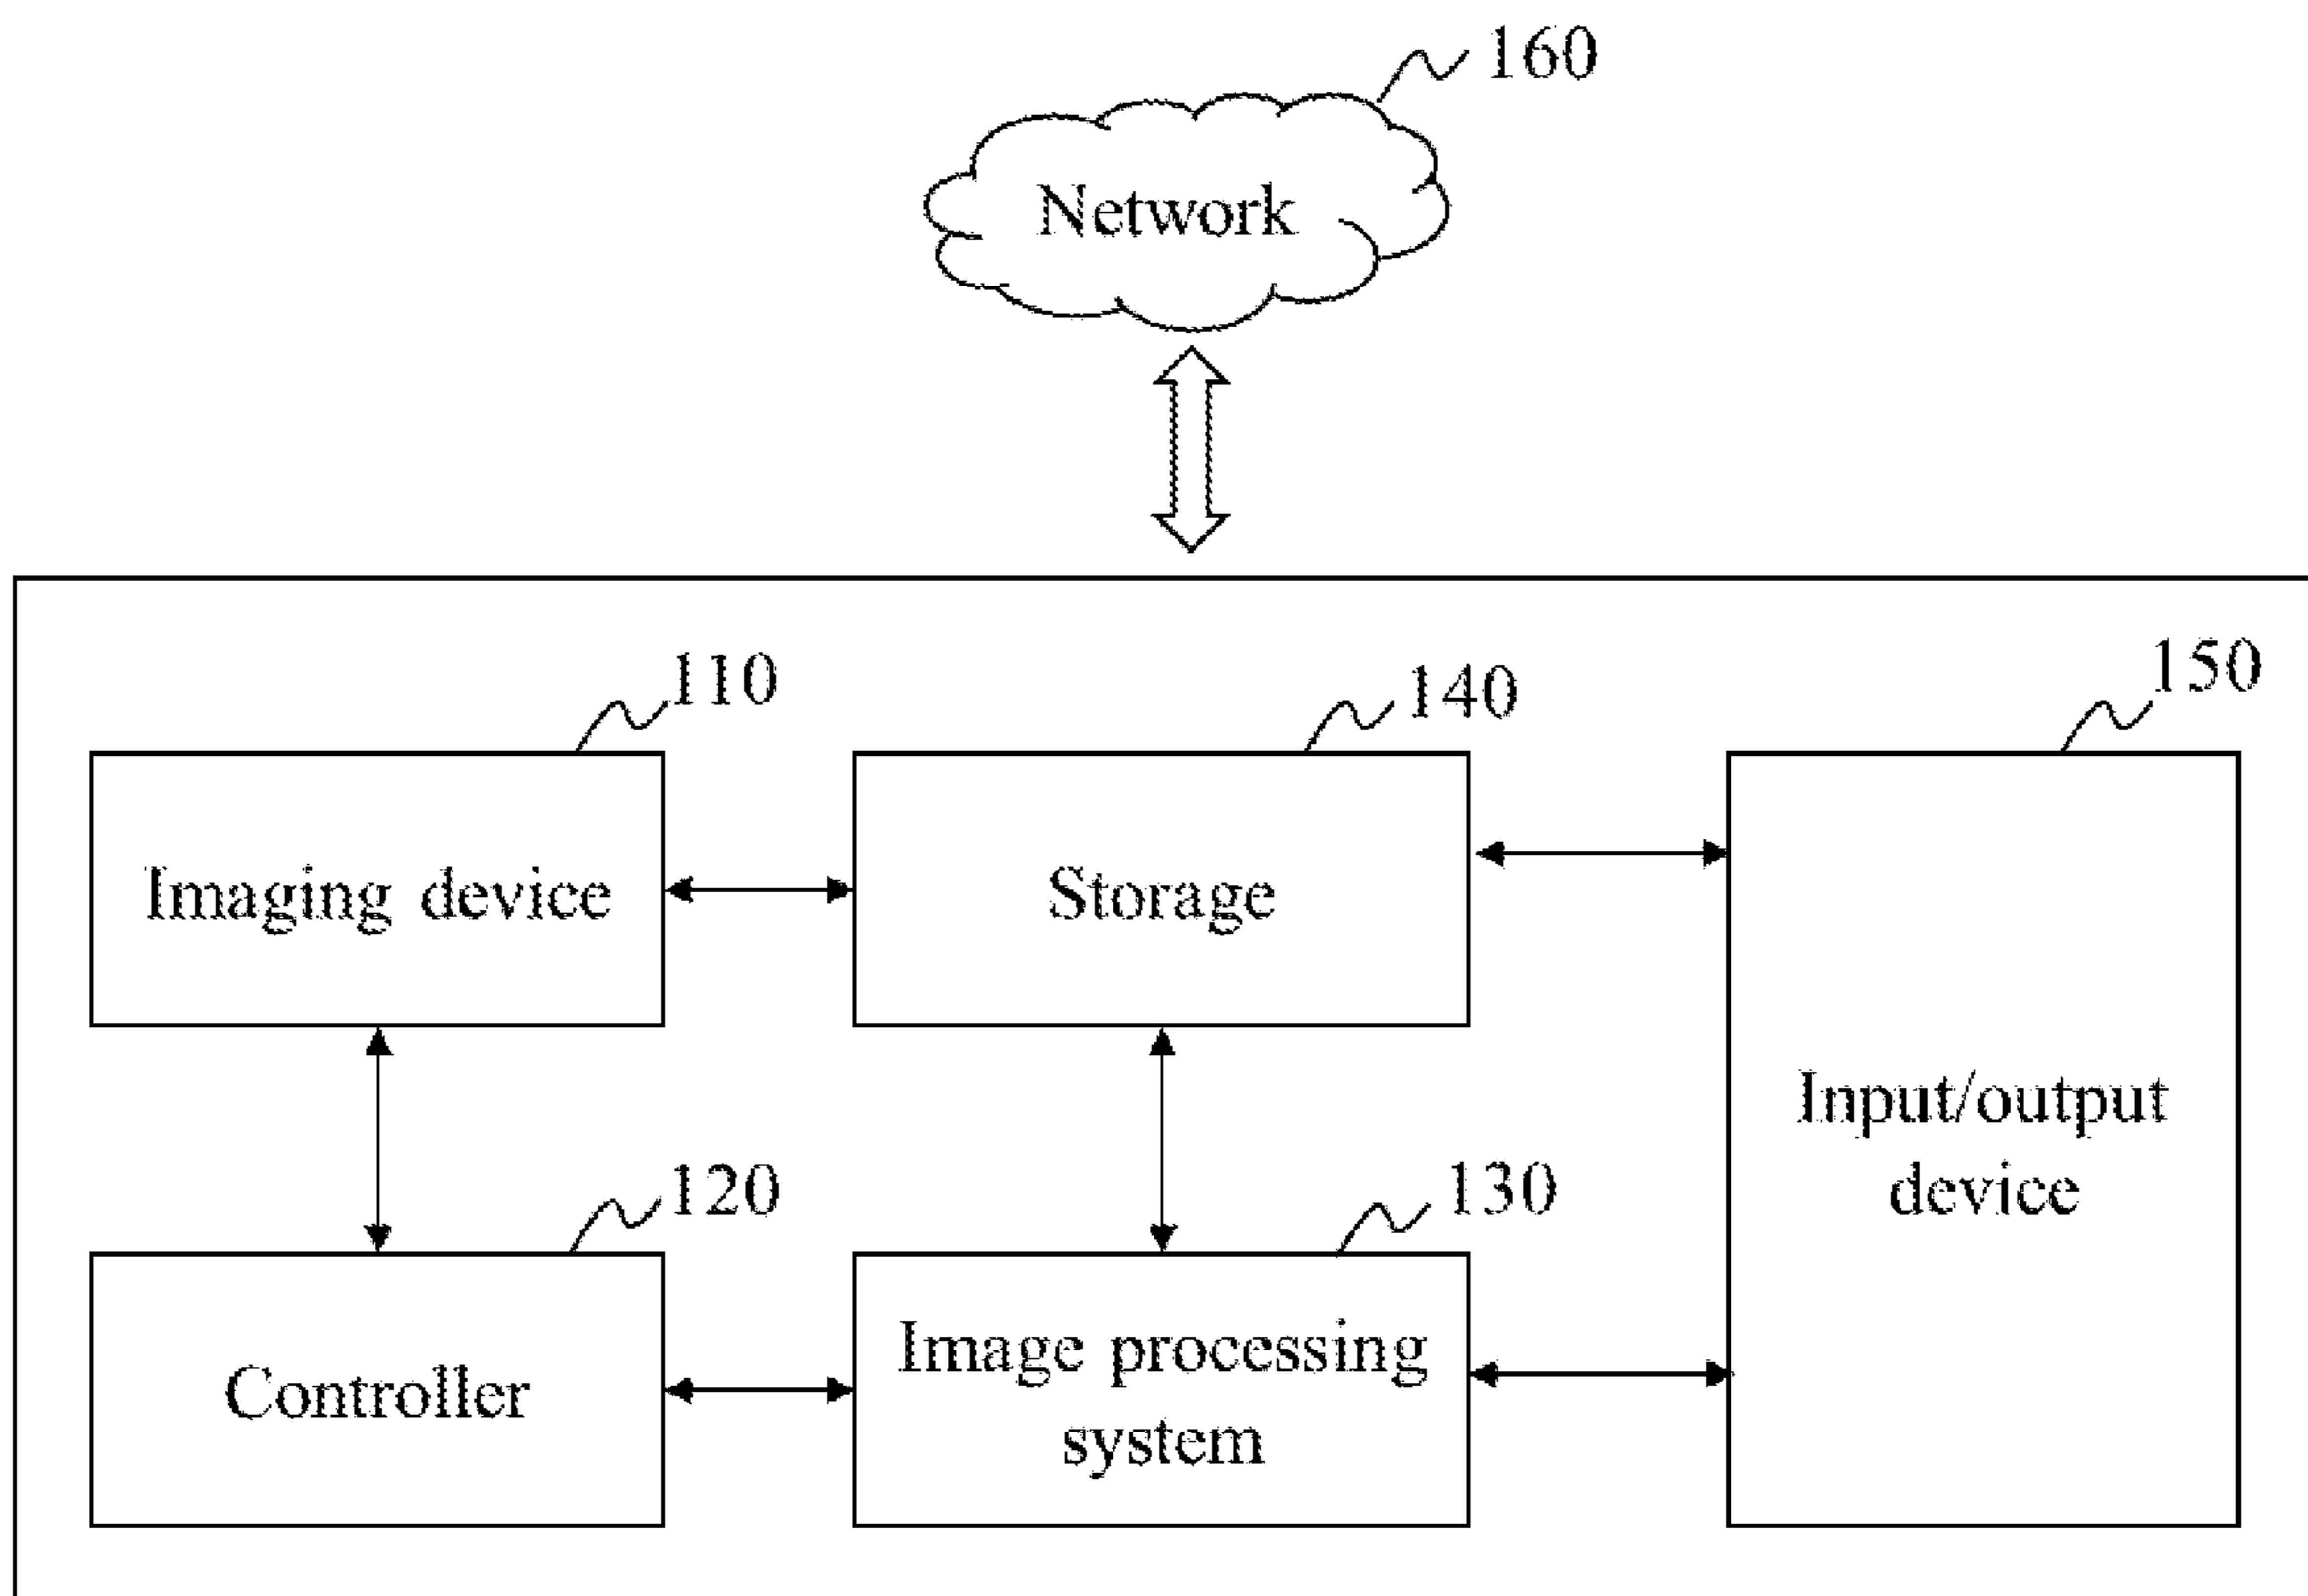 160
Network
110
140
150
Imaging device
Storage
Input/output
device
120
130
Controller
Image processing
system